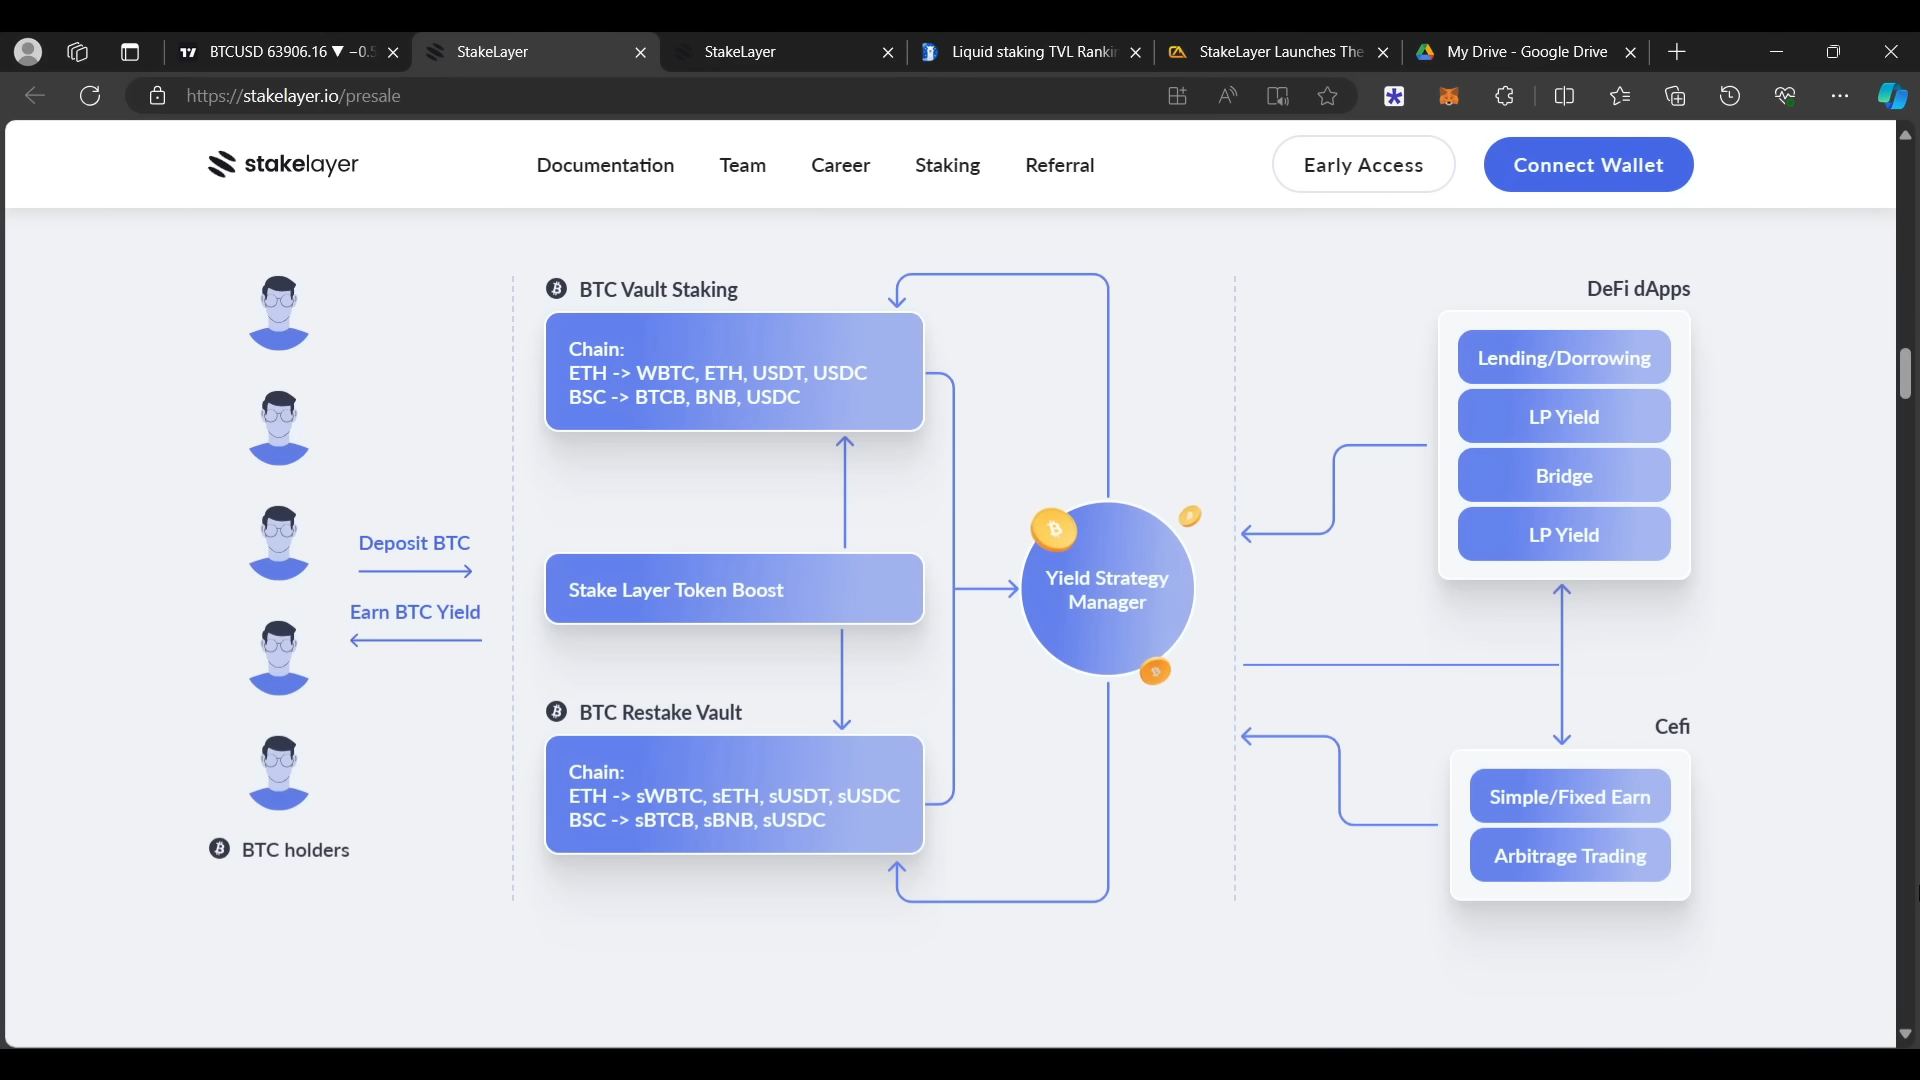 BTCUSD 63906.16 ▼ −0.5
StakeLayer
StakeLayer
Liquid staking TVL Rankin
StakeLayer Launches The
My Drive - Google Drive
https://stakelayer.io/presale
stakelayer
Documentation
Team
Career
Staking
Referral
Early Access
Connect Wallet
BTC Vault Staking
Chain:
ETH -> WBTC, ETH, USDT, USDC
BSC -> BTCB, BNB, USDC
Stake Layer Token Boost
BTC Restake Vault
Chain:
ETH -> sWBTC, sETH, sUSDT, sUSDC
BSC -> sBTCB, sBNB, sUSDC
Deposit BTC
Earn BTC Yield
BTC holders
Yield Strategy
Manager
DeFi dApps
Lending/Dorrowing
LP Yield
Bridge
LP Yield
Cefi
Simple/Fixed Earn
Arbitrage Trading